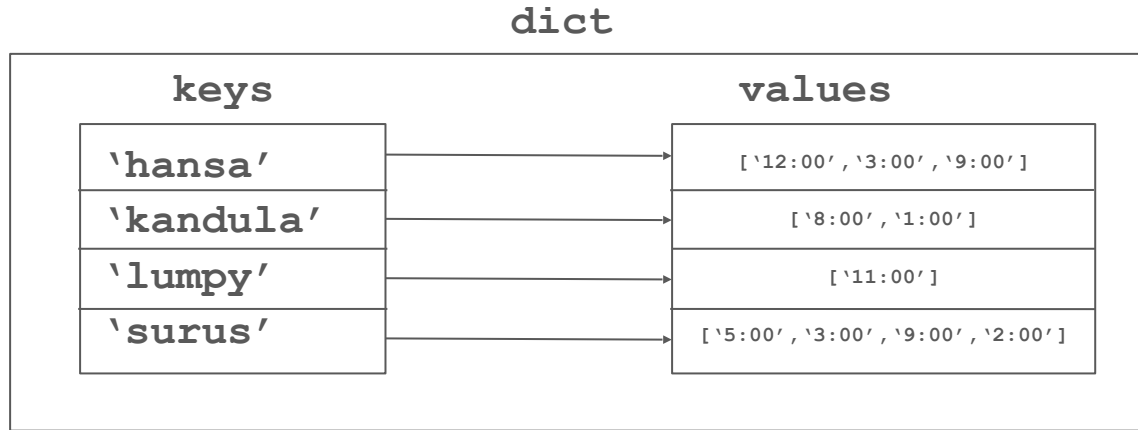 dict
keys values
‘hansa’ [‘12:00’,‘3:00’,‘9:00’]
‘kandula’ [‘8:00’,‘1:00’]
‘lumpy’ [‘11:00’]
‘surus’ [‘5:00’,‘3:00’,‘9:00’,‘2:00’]